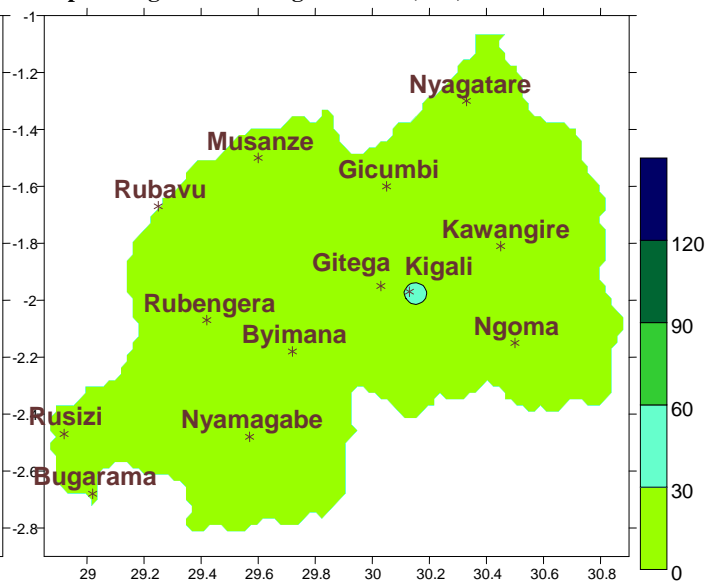 -1
-1.2
Nyagatare
-1.4
Musanze
Gicumbi
-1.6
Rubavu
Kawangire
-1.8
120
Gitega Kigali
-2
Rubengera
90
Byimana
Ngoma
-2.2
60
Rusizi
Nyamagabe
Bugarama
30
-2.8
0
29 29.2 29.4 29.6 29.8 30 30.2 30.4 30.6 30.8